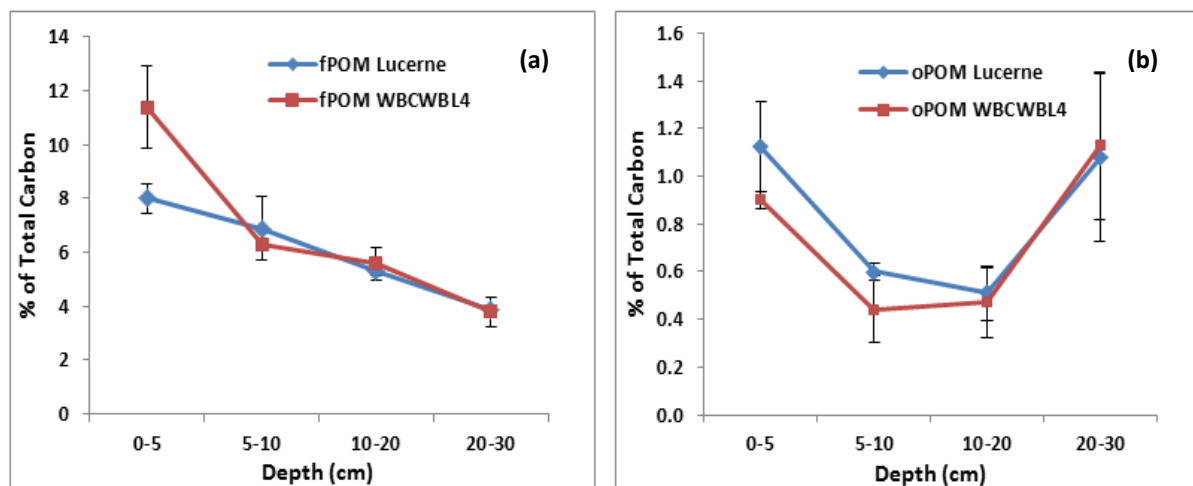 (a)
% of Total Carbon
14
12
10
8
6
4
2
0
fPOM Lucerne
fPOM WBCWBL4
0-5 5-10 10-20 20-30
Depth (cm)
(b)
% of Total Carbon
1.6
1.4
1.2
1.0
0.8
0.6
0.4
0.2
0.0
oPOM Lucerne
oPOM WBCWBL4
0-5 5-10 10-20 20-30
Depth (cm)